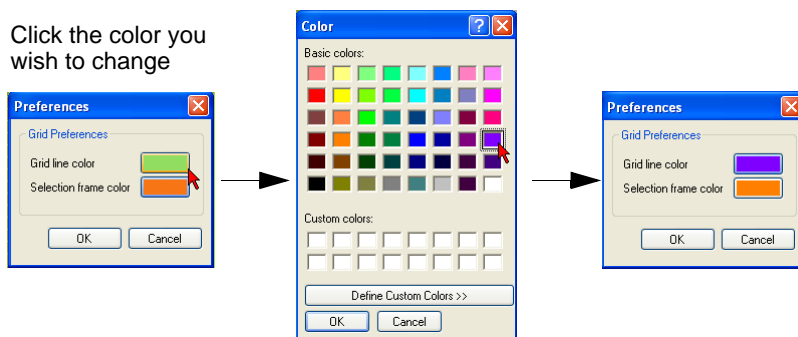 Click the color you
wish to change
Preferences
Grid Preferences
Grid line color
Selection frame color
OK Cancel
Color
?
Basic colors:
Custom colors:
Define Custom Colors >>
OK Cancel
Preferences
Grid Preferences
Grid line color
Selection frame color
OK Cancel